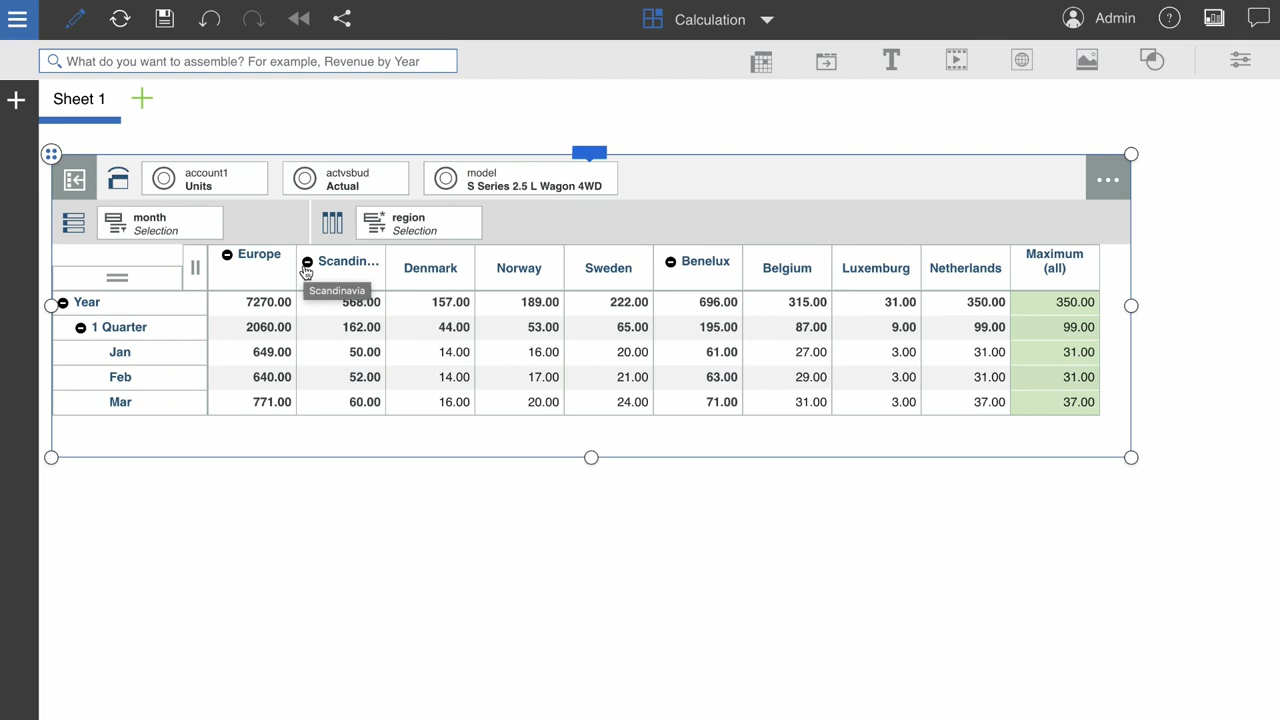 Calculation
Admin
?
What do you want to assemble? For example, Revenue by Year
T
Sheet 1
account1
Units
actvsbud
Actual
model
S Series 2.5 L Wagon 4WD
month
Selection
region
Selection
Europe Scandin... Denmark Norway Sweden Benelux Belgium Luxemburg Netherlands Maximum (all)
Scandinavia
Year 7270.00 568.00 157.00 189.00 222.00 696.00 315.00 31.00 350.00 350.00
1 Quarter 2060.00 162.00 44.00 53.00 65.00 195.00 87.00 9.00 99.00 99.00
Jan 649.00 50.00 14.00 16.00 20.00 61.00 27.00 3.00 31.00 31.00
Feb 640.00 52.00 14.00 17.00 21.00 63.00 29.00 3.00 31.00 31.00
Mar 771.00 60.00 16.00 20.00 24.00 71.00 31.00 3.00 37.00 37.00